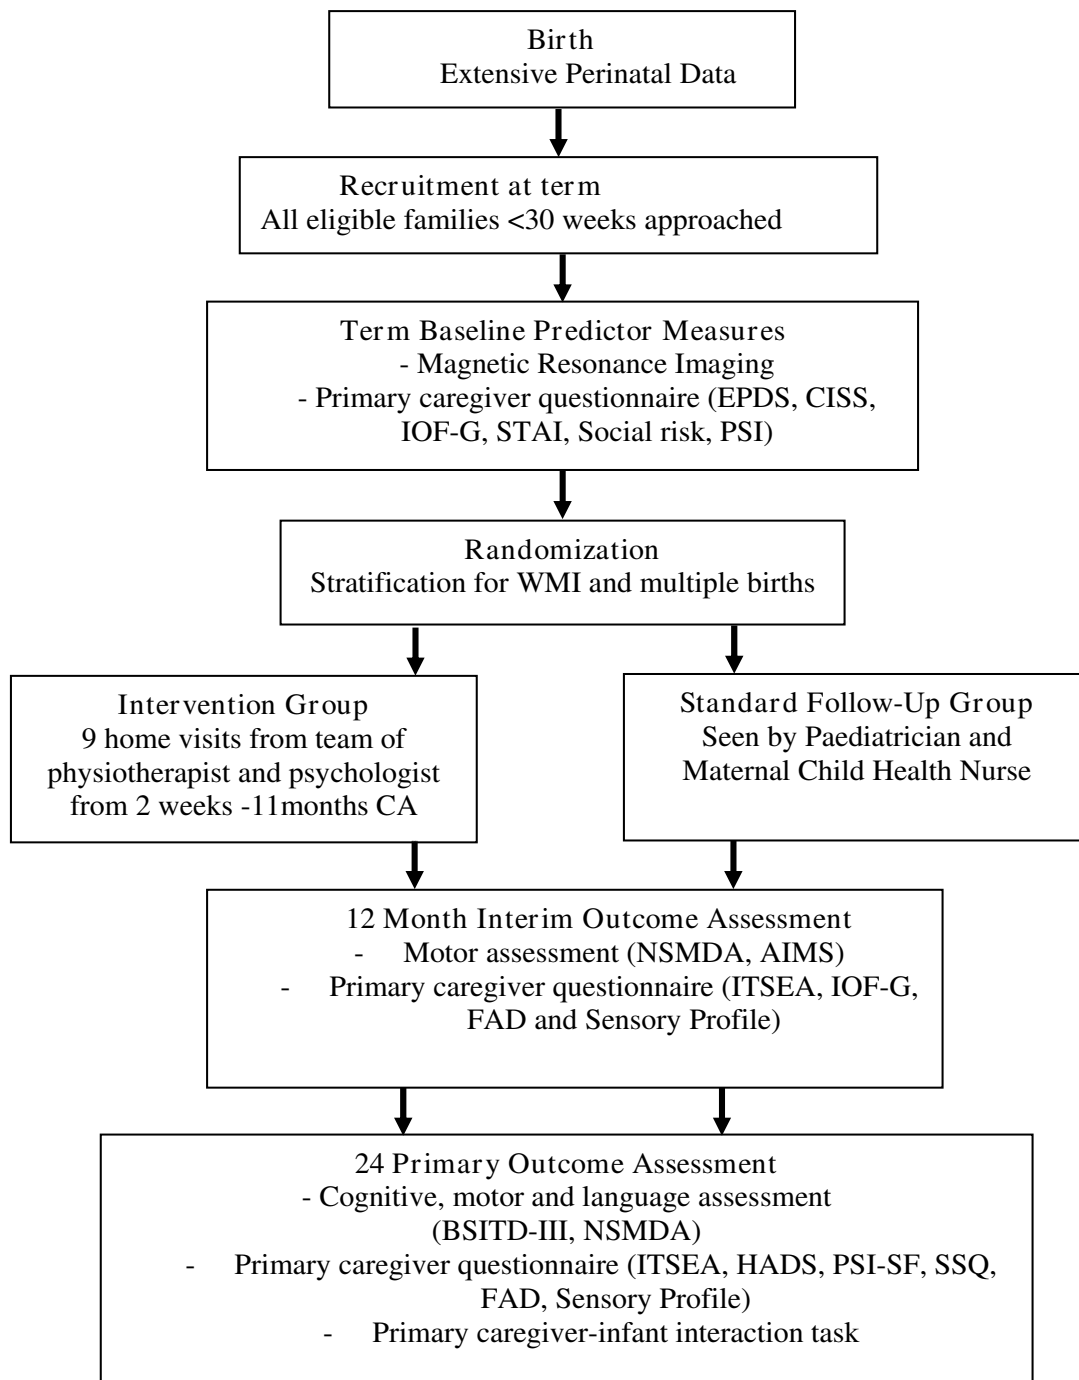 Birth
Extensive Perinatal Data
Recruitment at term
All eligible families <30 weeks approached
Term Baseline Predictor Measures
- Magnetic Resonance Imaging
- Primary caregiver questionnaire (EPDS, CISS,
IOF-G, STAI, Social risk, PSI)
Randomization
Stratification for WMI and multiple births
Intervention Group
9 home visits from team of
physiotherapist and psychologist
from 2 weeks -11months CA
Standard Follow-Up Group
Seen by Paediatrician and
Maternal Child Health Nurse
12 Month Interim Outcome Assessment
- Motor assessment (NSMDA, AIMS)
- Primary caregiver questionnaire (ITSEA, IOF-G,
FAD and Sensory Profile)
24 Primary Outcome Assessment
- Cognitive, motor and language assessment
(BSITD-III, NSMDA)
- Primary caregiver questionnaire (ITSEA, HADS, PSI-SF, SSQ,
FAD, Sensory Profile)
- Primary caregiver-infant interaction task